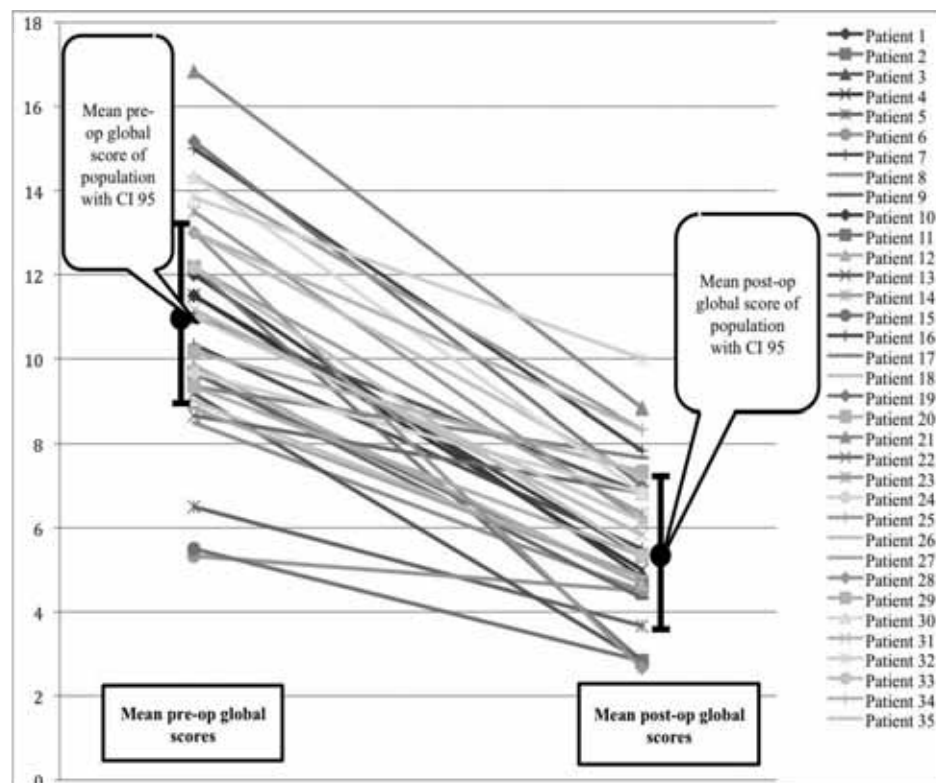 18
16
14
12
10
8
6
4
2
0
Mean pre-
op global
score of
population
with CI 95
Mean post-op
global score of
population
with CI 95
Mean pre-op global
scores
Mean post-op global
scores
Patient 1
Patient 2
Patient 3
Patient 4
Patient 5
Patient 6
Patient 7
Patient 8
Patient 9
Patient 10
Patient 11
Patient 12
Patient 13
Patient 14
Patient 15
Patient 16
Patient 17
Patient 18
Patient 19
Patient 20
Patient 21
Patient 22
Patient 23
Patient 24
Patient 25
Patient 26
Patient 27
Patient 28
Patient 29
Patient 30
Patient 31
Patient 32
Patient 33
Patient 34
Patient 35